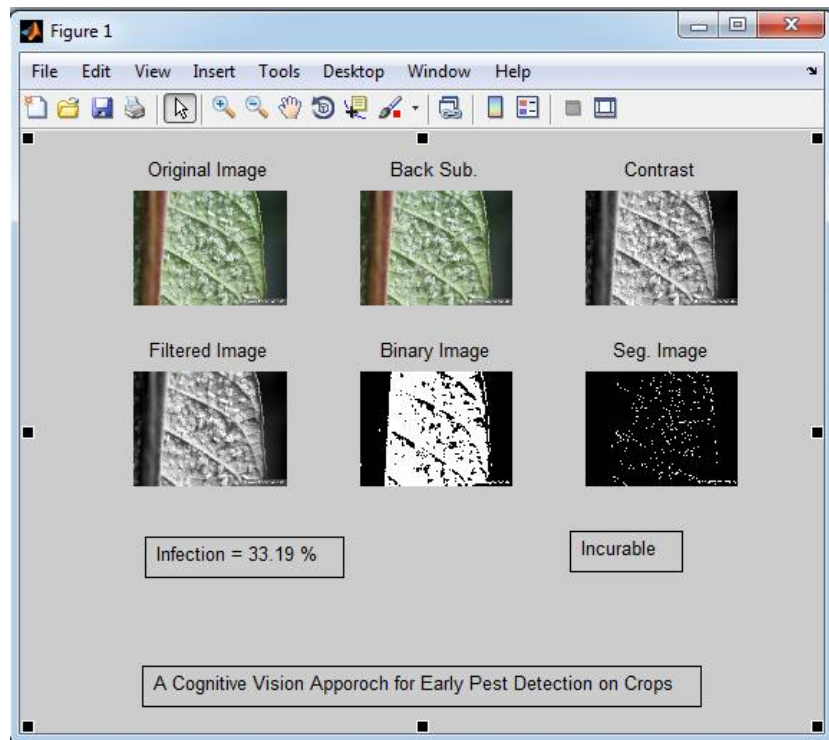 Figure 1
File Edit View Insert Tools Desktop Window Help
Original Image Back Sub. Contrast
Filtered Image Binary Image Seg. Image
Infection = 33.19 % Incurable
A Cognitive Vision Apporoch for Early Pest Detection on Crops